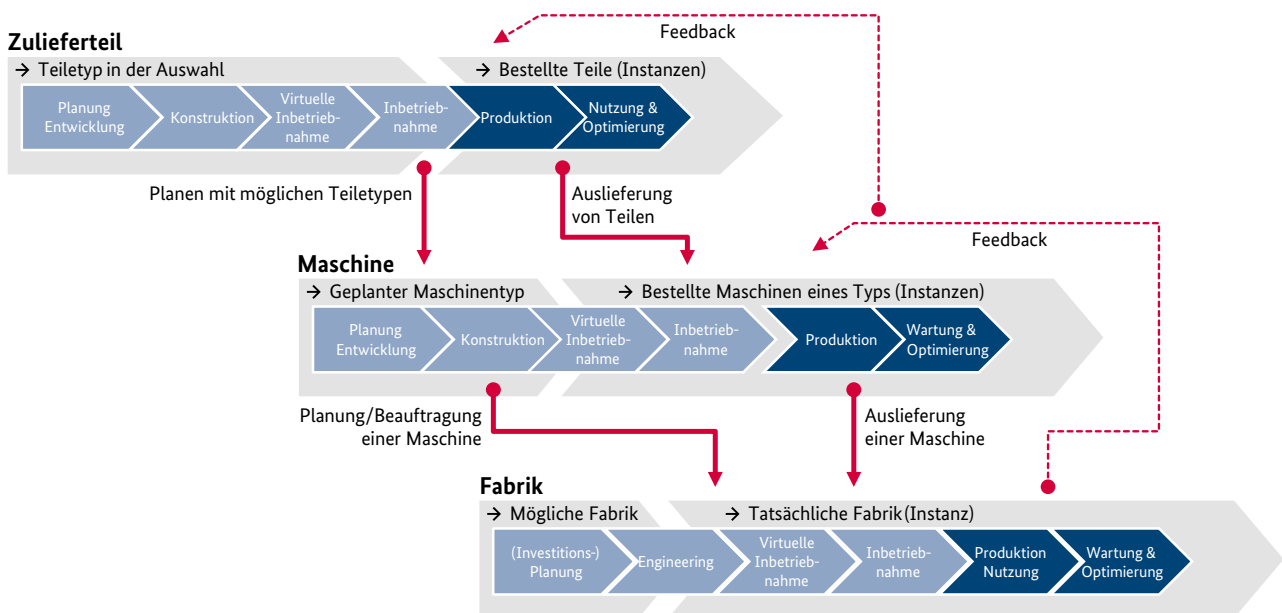 Feedback
Zulieferteil
→ Teiletyp in der Auswahl
→ Bestellte Teile (Instanzen)
Planung
Entwicklung
Konstruktion
Virtuelle
Inbetrieb-
nahme
Inbetrieb-
nahme
Produktion
Nutzung &
Optimierung
Planen mit möglichen Teiletypen
Auslieferung
von Teilen
Feedback
Maschine
→ Geplanter Maschinentyp
→ Bestellte Maschinen eines Typs (Instanzen)
Planung
Entwicklung
Konstruktion
Virtuelle
Inbetrieb-
nahme
Inbetrieb-
nahme
Produktion
Wartung &
Optimierung
Planung/Beauftragung
einer Maschine
Auslieferung
einer Maschine
Fabrik
→ Mögliche Fabrik
→ Tatsächliche Fabrik (Instanz)
(Investitions-)
Planung
Engineering
Virtuelle
Inbetrieb-
nahme
Inbetrieb-
nahme
Produktion
Nutzung
Wartung &
Optimierung